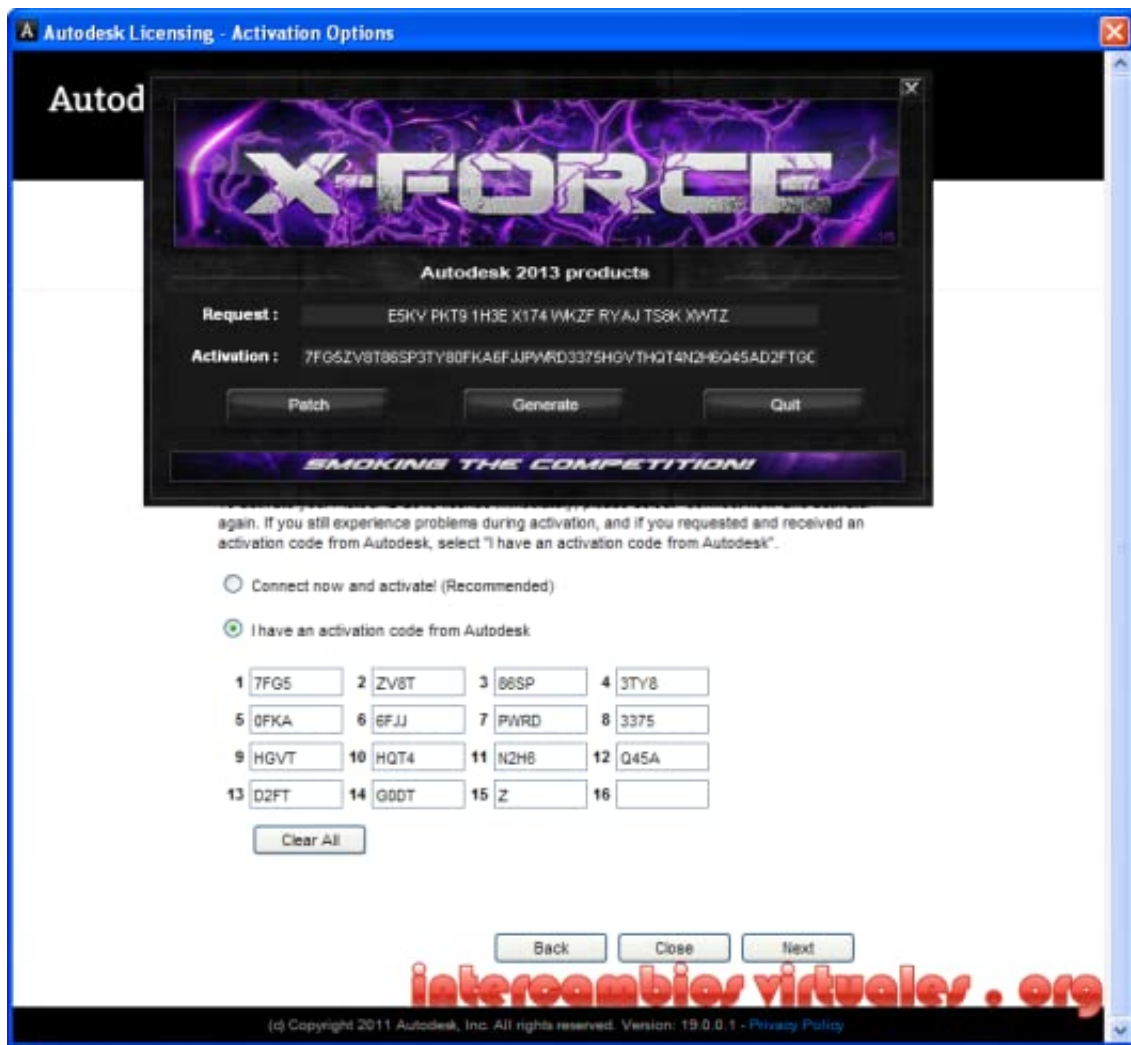 Autodesk Licensing - Activation Options
Autod
X-FORCE
Autodesk 2013 products
Request : E5KV PKT9 1H3E X174 WKZF RYAJ TS8K XWTZ
Activation : 7FG5ZV8T86SP3TY80FKA6FJJPWRD3375HGVTHQT4N2H6Q45AD2FTG
Patch Generate Quit
SMOKING THE COMPETITION!
again. If you still experience problems during activation, and if you requested and received an
activation code from Autodesk, select "I have an activation code from Autodesk".
Connect now and activate! (Recommended)
I have an activation code from Autodesk
1 7FG5 2 ZV8T 3 86SP 4 3TY8
5 0FKA 6 6FJJ 7 PWRD 8 3375
9 HGVT 10 HQT4 11 N2H6 12 Q45A
13 D2FT 14 G0DT 15 Z 16
Clear All
Back Close Next
intercambios virtuales . org
(c) Copyright 2011 Autodesk, Inc. All rights reserved. Version: 19.0.0.1 - Privacy Policy